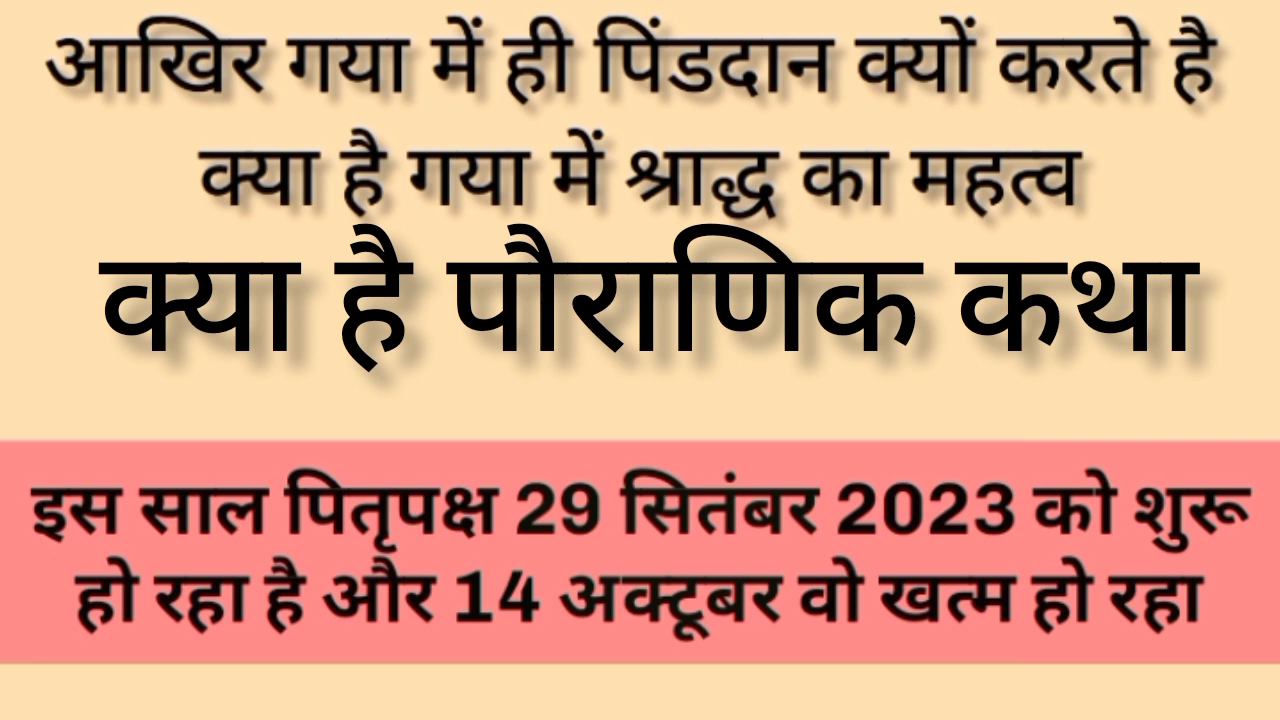 आखिर गया में ही पिंडदान क्यों करते है
क्या है गया में श्राद्ध का महत्व
क्या है पौराणिक कथा
इस साल पितृपक्ष 29 सितंबर 2023 को शुरू
हो रहा है और 14 अक्टूबर वो खत्म हो रहा